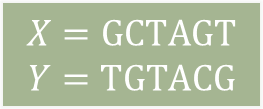 X = GCTAGT
Y = TGTACG